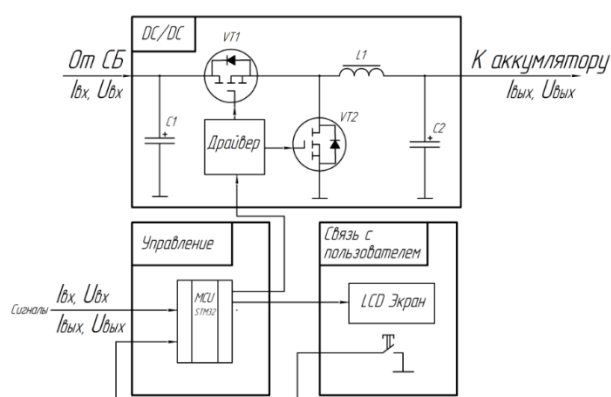 DC/DC
VT1
L1
От СБ
Iвх, Uвх
К аккумлятору
Iвых, Uвых
C1
VT2
C2
Драйвер
Управление
Связь с
пользователем
MCU
STM32
LCD Экран
Сигналы
Iвх, Uвх
Iвых, Uвых